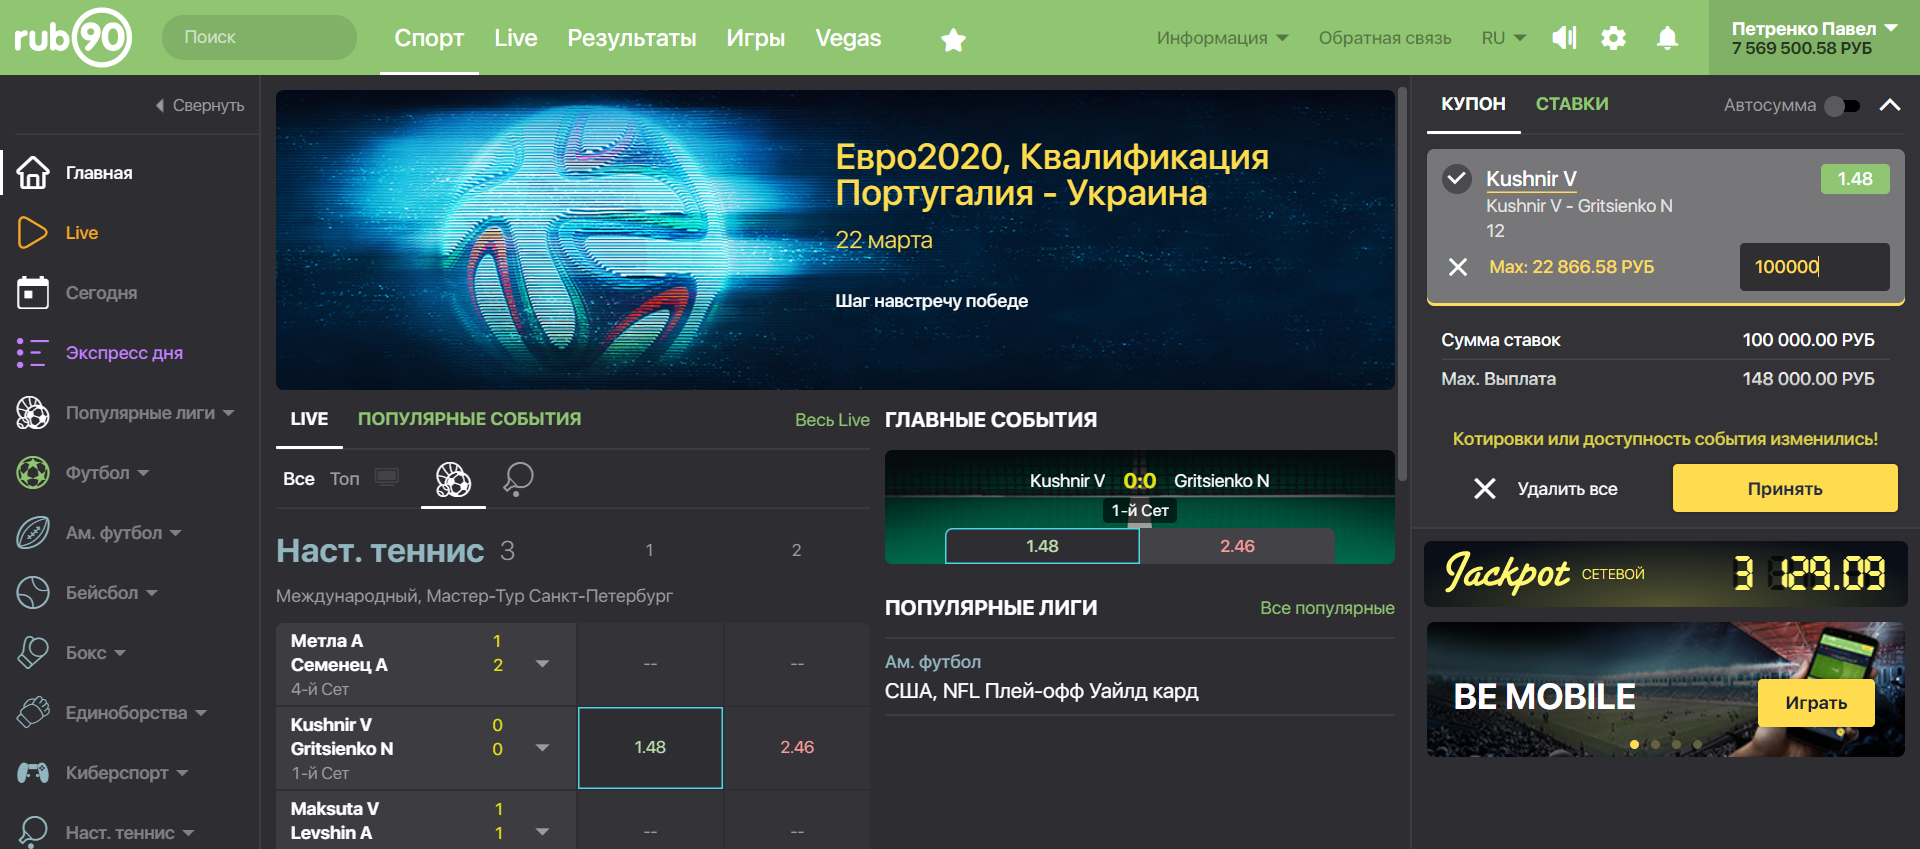 rub90
Поиск
Спорт Live Результаты Игры Vegas
Информация Обратная связь RU
Петренко Павел
7 569 500.58 РУБ
Свернуть
Главная
Live
Сегодня
Экспресс дня
Популярные лиги
Футбол
Ам. футбол
Бейсбол
Бокс
Единоборства
Киберспорт
Наст. теннис
Евро2020, Квалификация
Португалия - Украина
22 марта
Шаг навстречу победе
LIVE ПОПУЛЯРНЫЕ СОБЫТИЯ Весь Live
Все Топ
Наст. теннис 3 1 2
Международный, Мастер-Тур Санкт-Петербург
Метла А 1
Семенец А 2 -- --
4-й Сет
Kushnir V 0
Gritsienko N 0 1.48 2.46
1-й Сет
Maksuta V 1
Levshin A 1 -- --
ГЛАВНЫЕ СОБЫТИЯ
Kushnir V 0:0 Gritsienko N
1-й Сет
1.48 2.46
ПОПУЛЯРНЫЕ ЛИГИ Все популярные
Ам. футбол
США, NFL Плей-офф Уайлд кард
КУПОН СТАВКИ Автосумма
Kushnir V 1.48
Kushnir V - Gritsienko N
12
Max: 22 866.58 РУБ 100000
Сумма ставок 100 000.00 РУБ
Мах. Выплата 148 000.00 РУБ
Котировки или доступность события изменились!
Удалить все Принять
Jackpot СЕТЕВОЙ 3 129.09
BE MOBILE
Играть